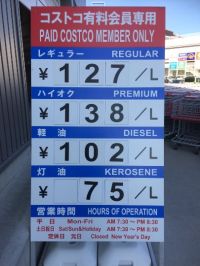 コストコ有料会員専用
PAID COSTCO MEMBER ONLY
レギュラー REGULAR
¥127/L
ハイオク PREMIUM
¥138/L
軽 油 DIESEL
¥102/L
灯 油 KEROSENE
¥75/L
営業時間 HOURS OF OPERATION
平 日 Mon-Fri AM 7:30 ~ PM 8:30
土日祝日 Sat/Sun&Holiday AM 7:30 ~ PM 8:30
定休日 元日 Closed New Year's Day